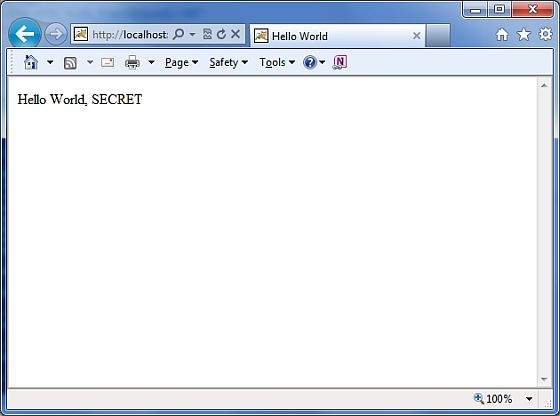 http://localhost:
Hello World
Page
Safety
Tools
Hello World, SECRET
100%